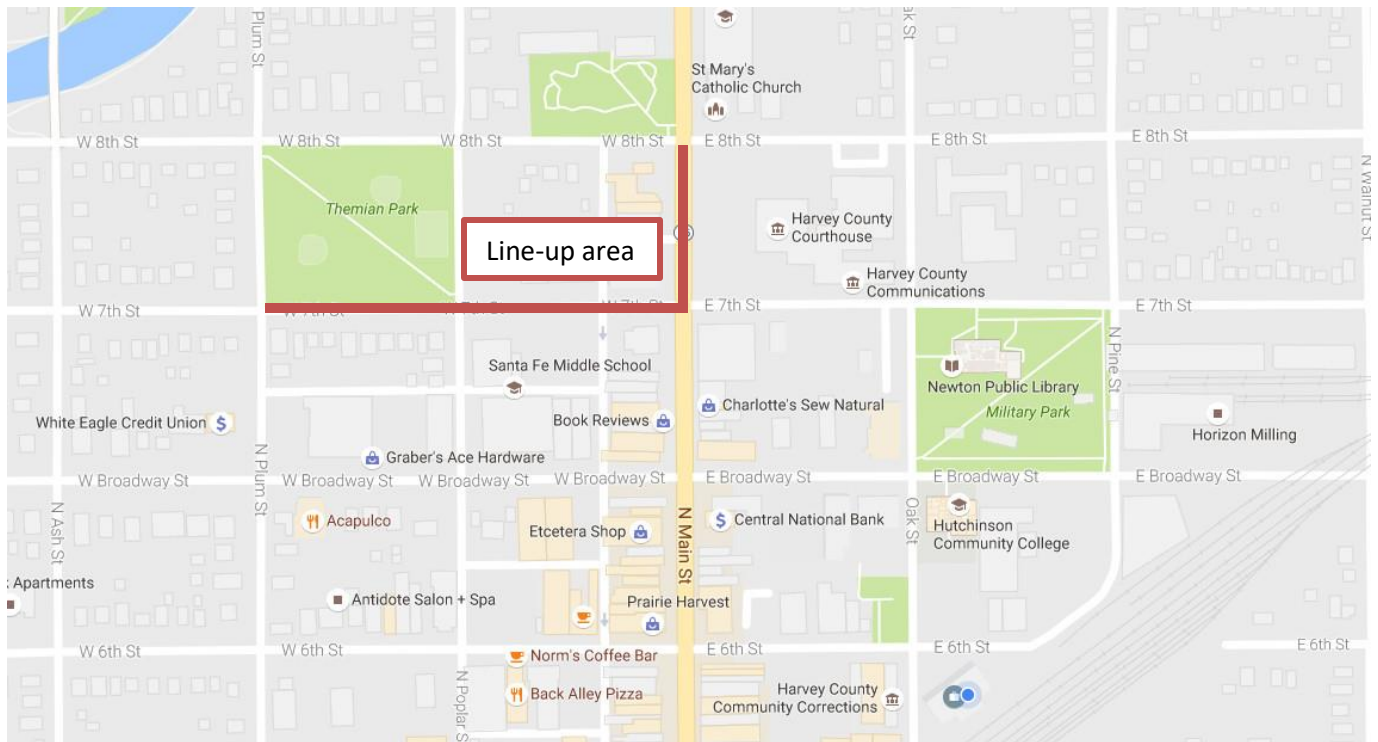 Plum St
Oak St
St Mary's
Catholic Church
W 8th St
W 8th St
W 8th St
W 8th St
E 8th St
E 8th St
E 8th St
N Walnut St
Themian Park
Line-up area
Harvey County
Courthouse
Harvey County
Communications
W 7th St
W 7th St
E 7th St
E 7th St
N Pine St
Santa Fe Middle School
Newton Public Library
Military Park
White Eagle Credit Union
Book Reviews
Charlotte's Sew Natural
Horizon Milling
Graber's Ace Hardware
N Plum St
W Broadway St
W Broadway St
W Broadway St
W Broadway St
E Broadway St
E Broadway St
E Broadway St
N Ash St
Acapulco
Etcetera Shop
N Main St
Central National Bank
Oak St
Hutchinson
Community College
Apartments
Antidote Salon + Spa
Prairie Harvest
W 6th St
W 6th St
Norm's Coffee Bar
E 6th St
E 6th St
E 6th St
N Poplar S
Back Alley Pizza
Harvey County
Community Corrections